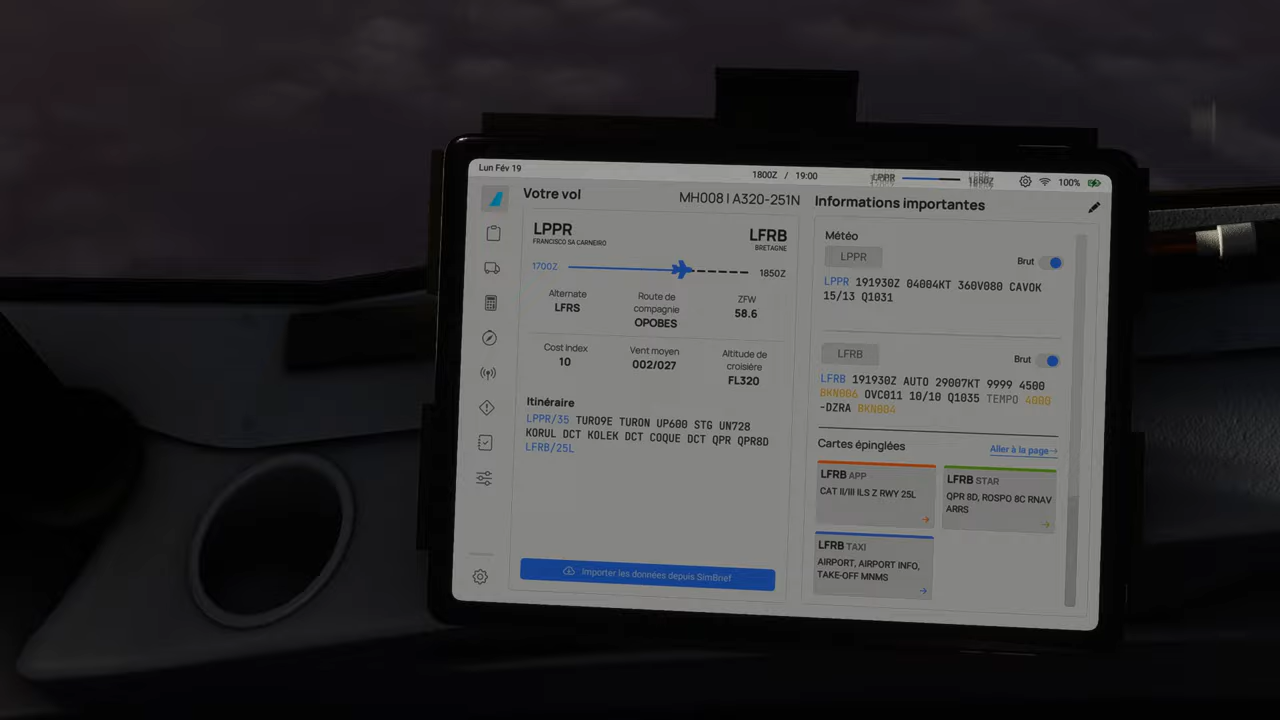 Lun Fév 19
1800Z / 19:00
LPPR
100%
Votre vol
MH008 | A320-251N
LPPR
FRANCISCO SA CARNEIRO
LFRB
BRETAGNE
1700Z
1850Z
Alternate
LFRS
Route de
compagnie
OPOBES
ZFW
58.6
Cost Index
10
Vent moyen
002/027
Altitude de
croisière
FL320
Itinéraire
LPPR/35 TURO9E TURON UP600 STG UN728
KORUL DCT KOLEK DCT COQUE DCT QPR QPR8D
LFRB/25L
Importer les données depuis SimBrief
Informations importantes
Météo
LPPR
Brut
LPPR 191930Z 04004KT 360V080 CAVOK
15/13 Q1031
LFRB
Brut
LFRB 191930Z AUTO 29007KT 9999 4500
BKN006 OVC011 10/10 Q1035 TEMPO 4000
-DZRA BKN004
Cartes épinglées
Aller à la page→
LFRB APP
CAT II/III ILS Z RWY 25L
LFRB STAR
QPR 8D, ROSPO 8C RNAV
ARRS
LFRB TAXI
AIRPORT, AIRPORT INFO,
TAKE-OFF MNMS